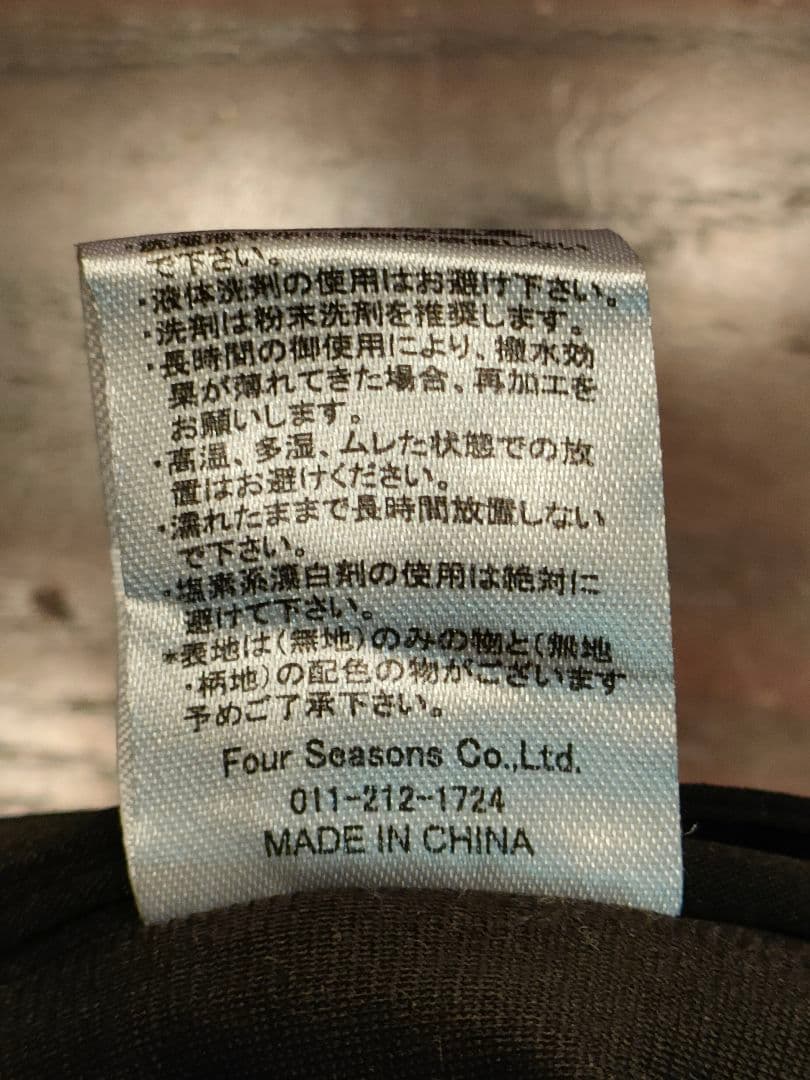 で下さい。
・液体洗剤の使用はお避け下さい。
・洗剤は粉末洗剤を推奨します。
・長時間の御使用により、撥水効
果が薄れてきた場合、再加工を
お願いします。
・高温、多湿、ムレた状態での放
置はお避けください。
・濡れたままで長時間放置しない
で下さい。
・塩素系漂白剤の使用は絶対に
避けて下さい。
*表地は(無地)のみの物と(無地
・柄地)の配色の物がございます
予めご了承下さい。
Four Seasons Co.,Ltd.
011-212-1724
MADE IN CHINA